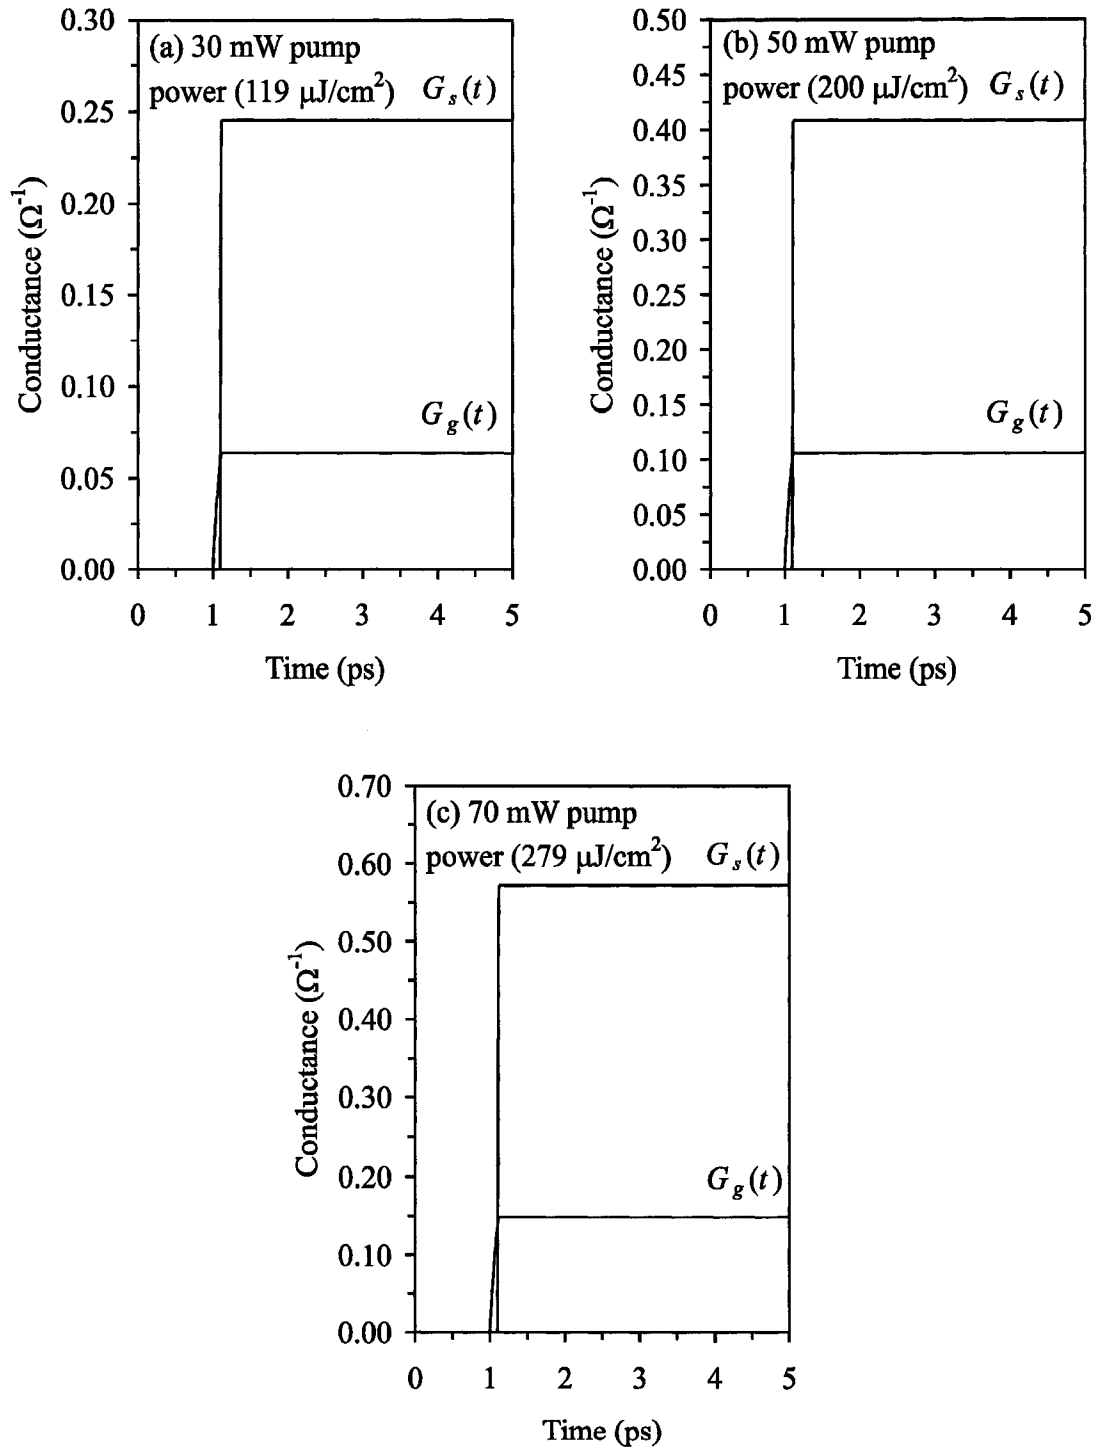 (a) 30 mW pump
power (119 μJ/cm²) Gₛ(t)
0.30
0.25
0.20
0.15
0.10
0.05
0.00
Conductance (Ω⁻¹)
G_g(t)
0 1 2 3 4 5
Time (ps)
(b) 50 mW pump
power (200 μJ/cm²) Gₛ(t)
0.50
0.45
0.40
0.35
0.30
0.25
0.20
0.15
0.10
0.05
0.00
Conductance (Ω⁻¹)
G_g(t)
0 1 2 3 4 5
Time (ps)
(c) 70 mW pump
power (279 μJ/cm²) Gₛ(t)
0.70
0.60
0.50
0.40
0.30
0.20
0.10
0.00
Conductance (Ω⁻¹)
G_g(t)
0 1 2 3 4 5
Time (ps)